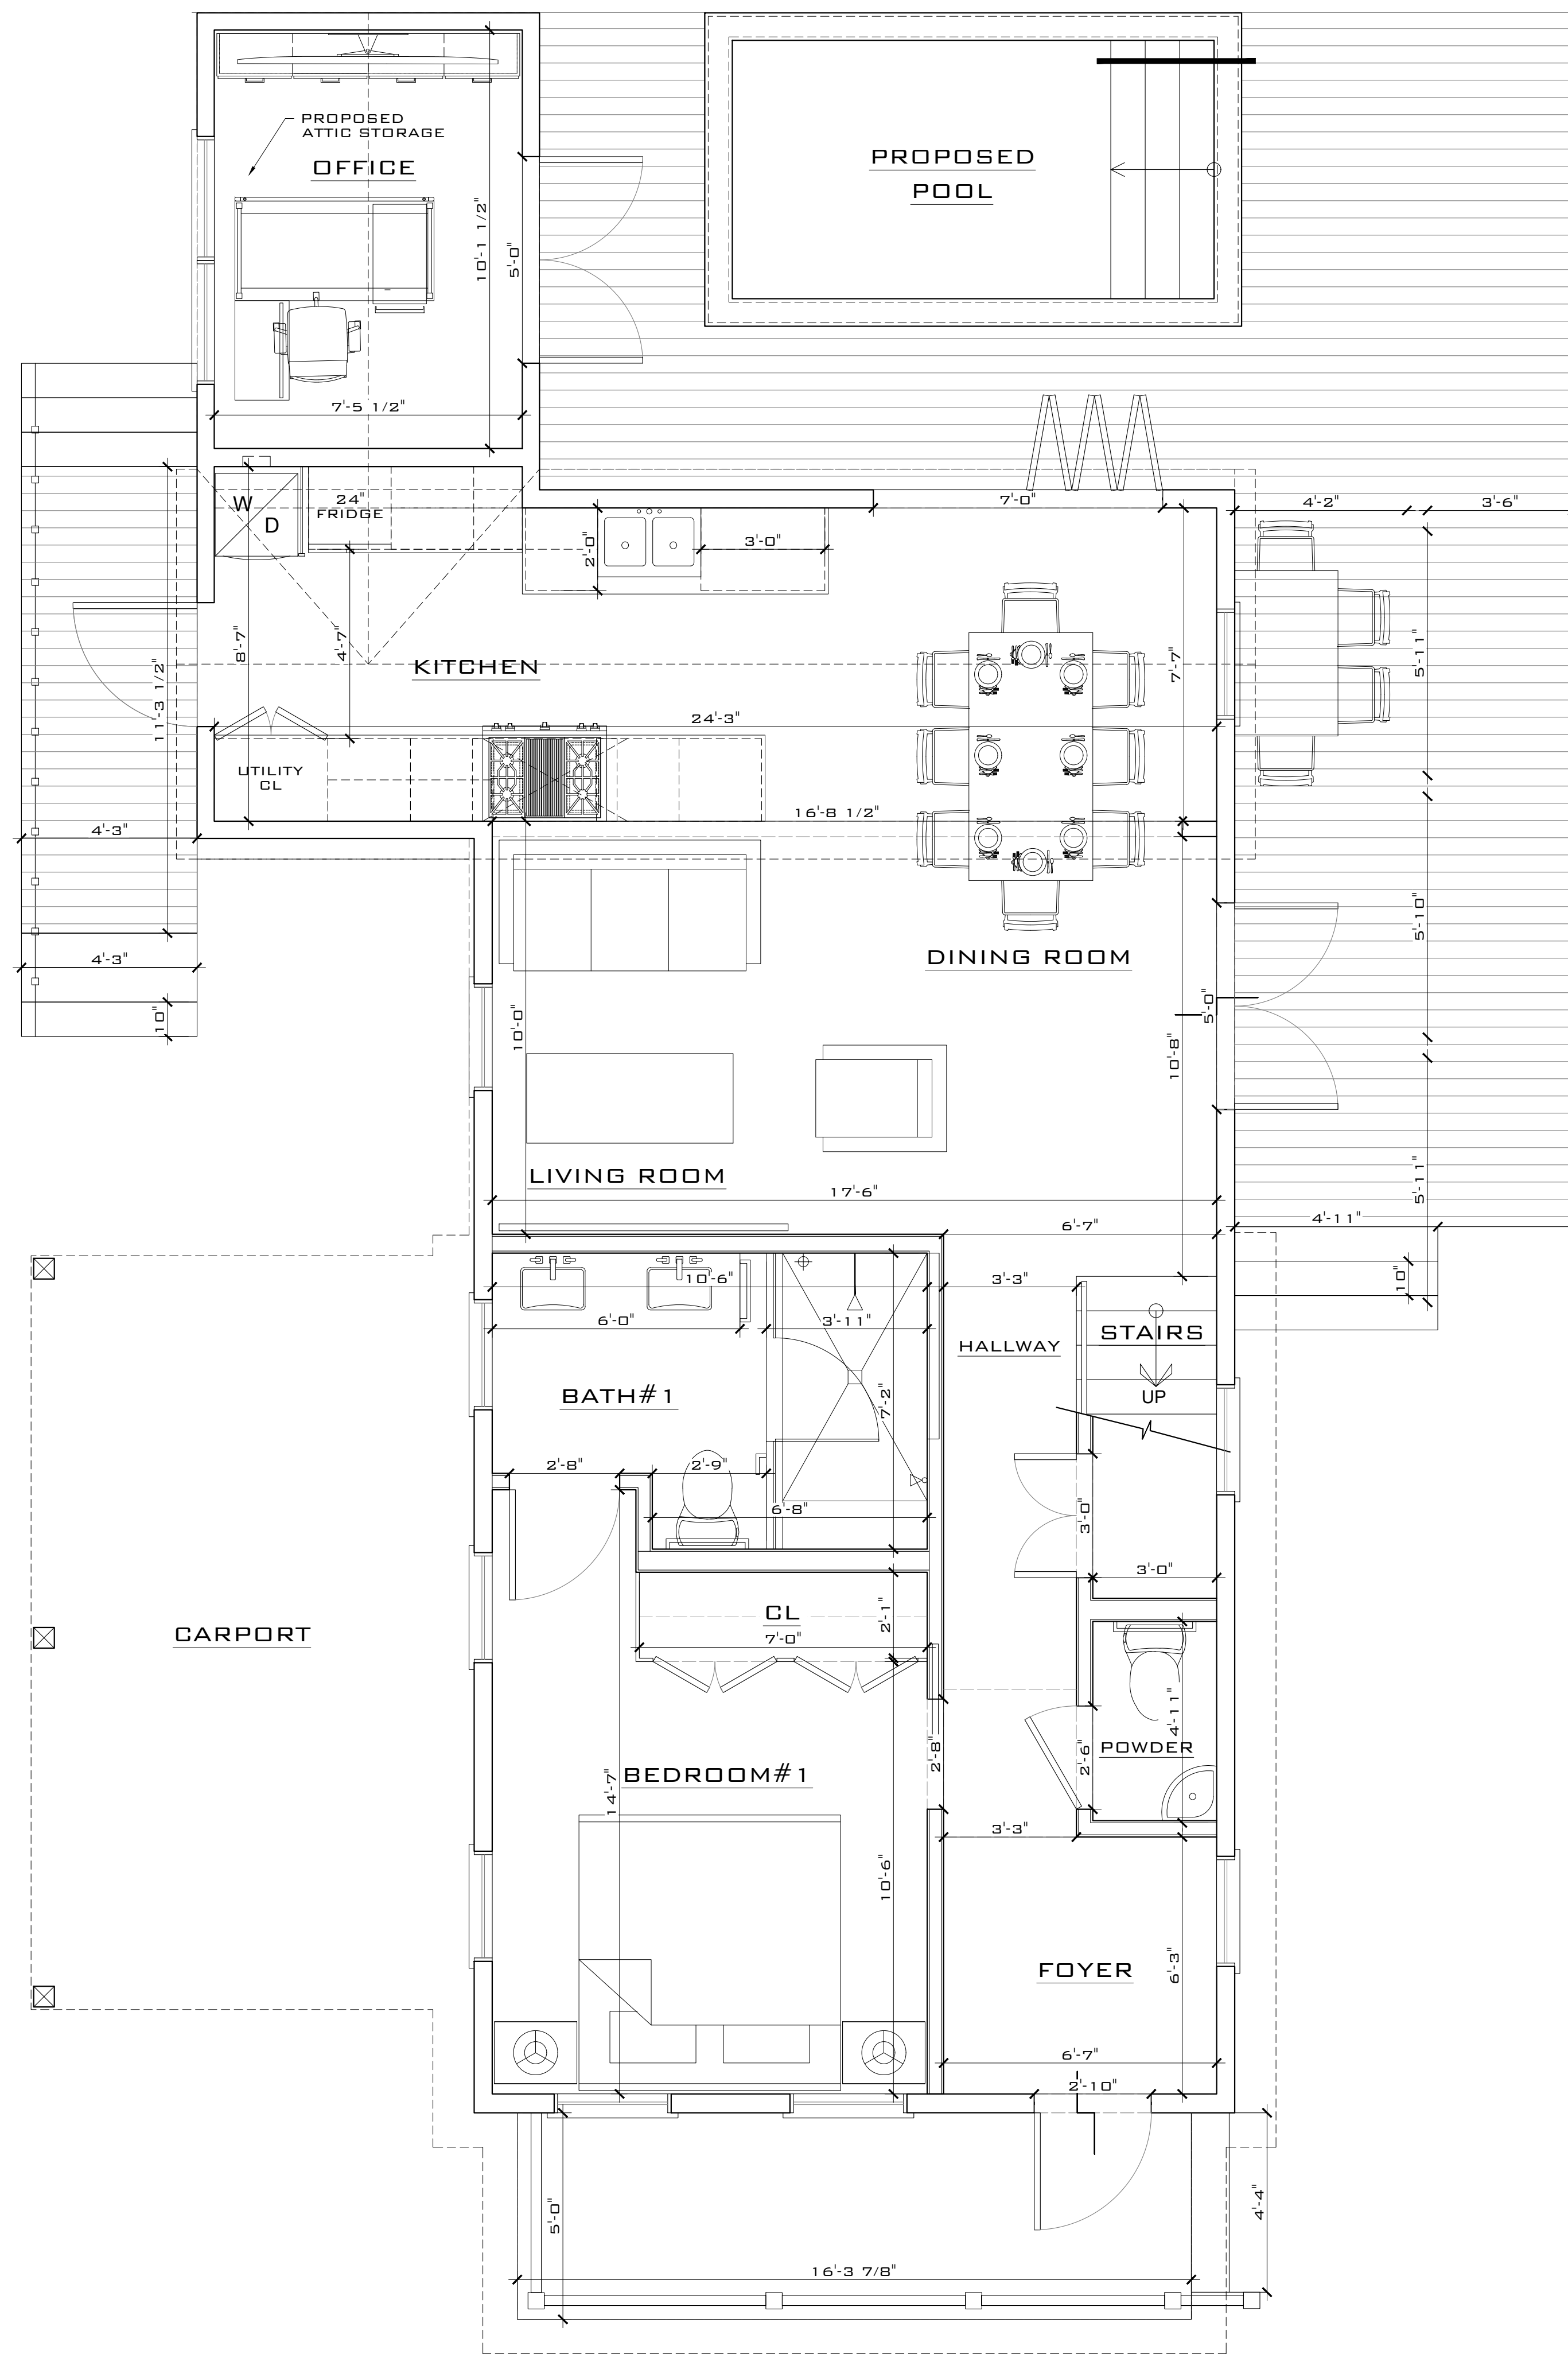 PROPOSED
ATTIC STORAGE
OFFICE
10'-1 1/2"
5'-0"
7'-5 1/2"
PROPOSED
POOL
W
D
24"
FRIDGE
2'-0"
3'-0"
7'-0"
4'-2"
3'-6"
8'-7"
4'-7"
11'-3 1/2"
KITCHEN
7'-7"
5'-11"
24'-3"
UTILITY
CL
16'-8 1/2"
4'-3"
4'-3"
10"
DINING ROOM
5'-10"
10'-0"
5'-0"
10'-8"
LIVING ROOM
17'-6"
5'-11"
6'-7"
4'-11"
10"
10'-6"
3'-3"
6'-0"
3'-11"
HALLWAY
STAIRS
UP
BATH#1
7'-2"
2'-8"
2'-9"
6'-8"
3'-0"
3'-0"
CL
7'-0"
2'-1"
CARPORT
4'-11"
POWDER
2'-8"
2'-6"
BEDROOM#1
14'-7"
3'-3"
10'-6"
FOYER
6'-3"
6'-7"
2'-10"
5'-0"
4'-4"
16'-3 7/8"